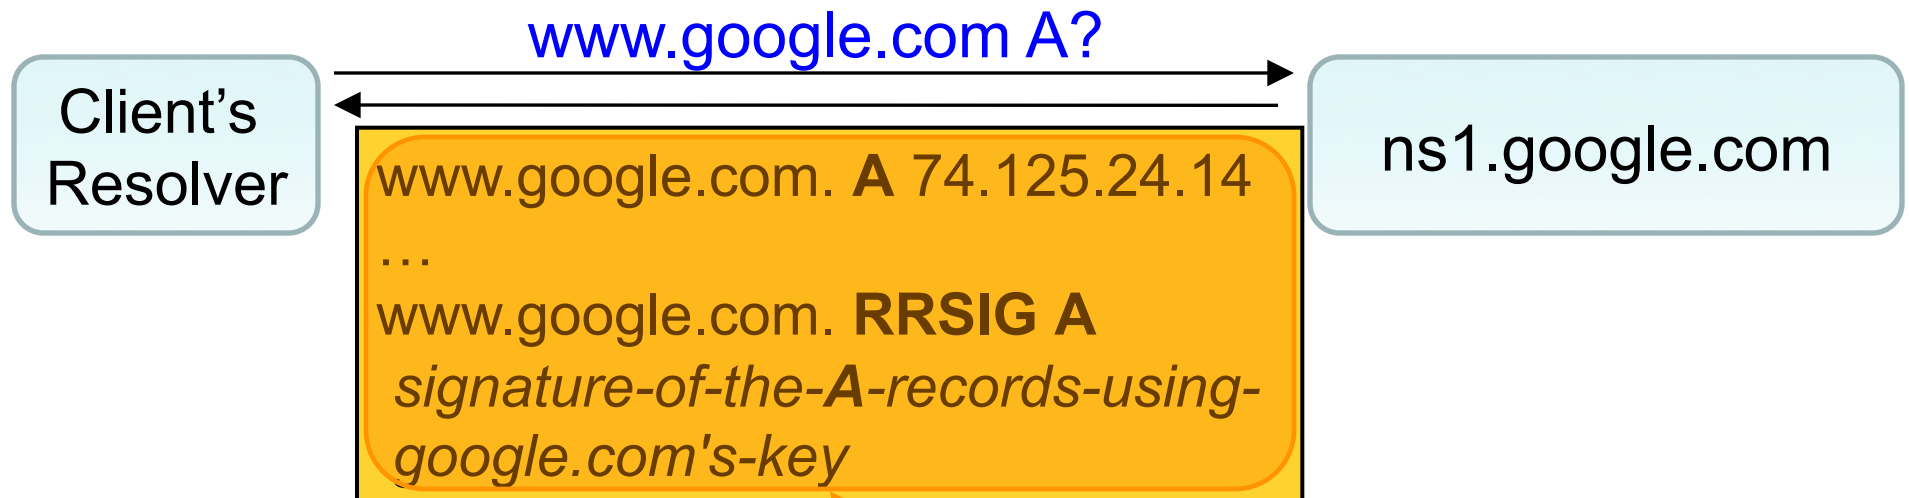 www.google.com A?
Client’s
Resolver
ns1.google.com
www.google.com. A 74.125.24.14
…
www.google.com. RRSIG A
signature-of-the-A-records-using-
google.com's-key